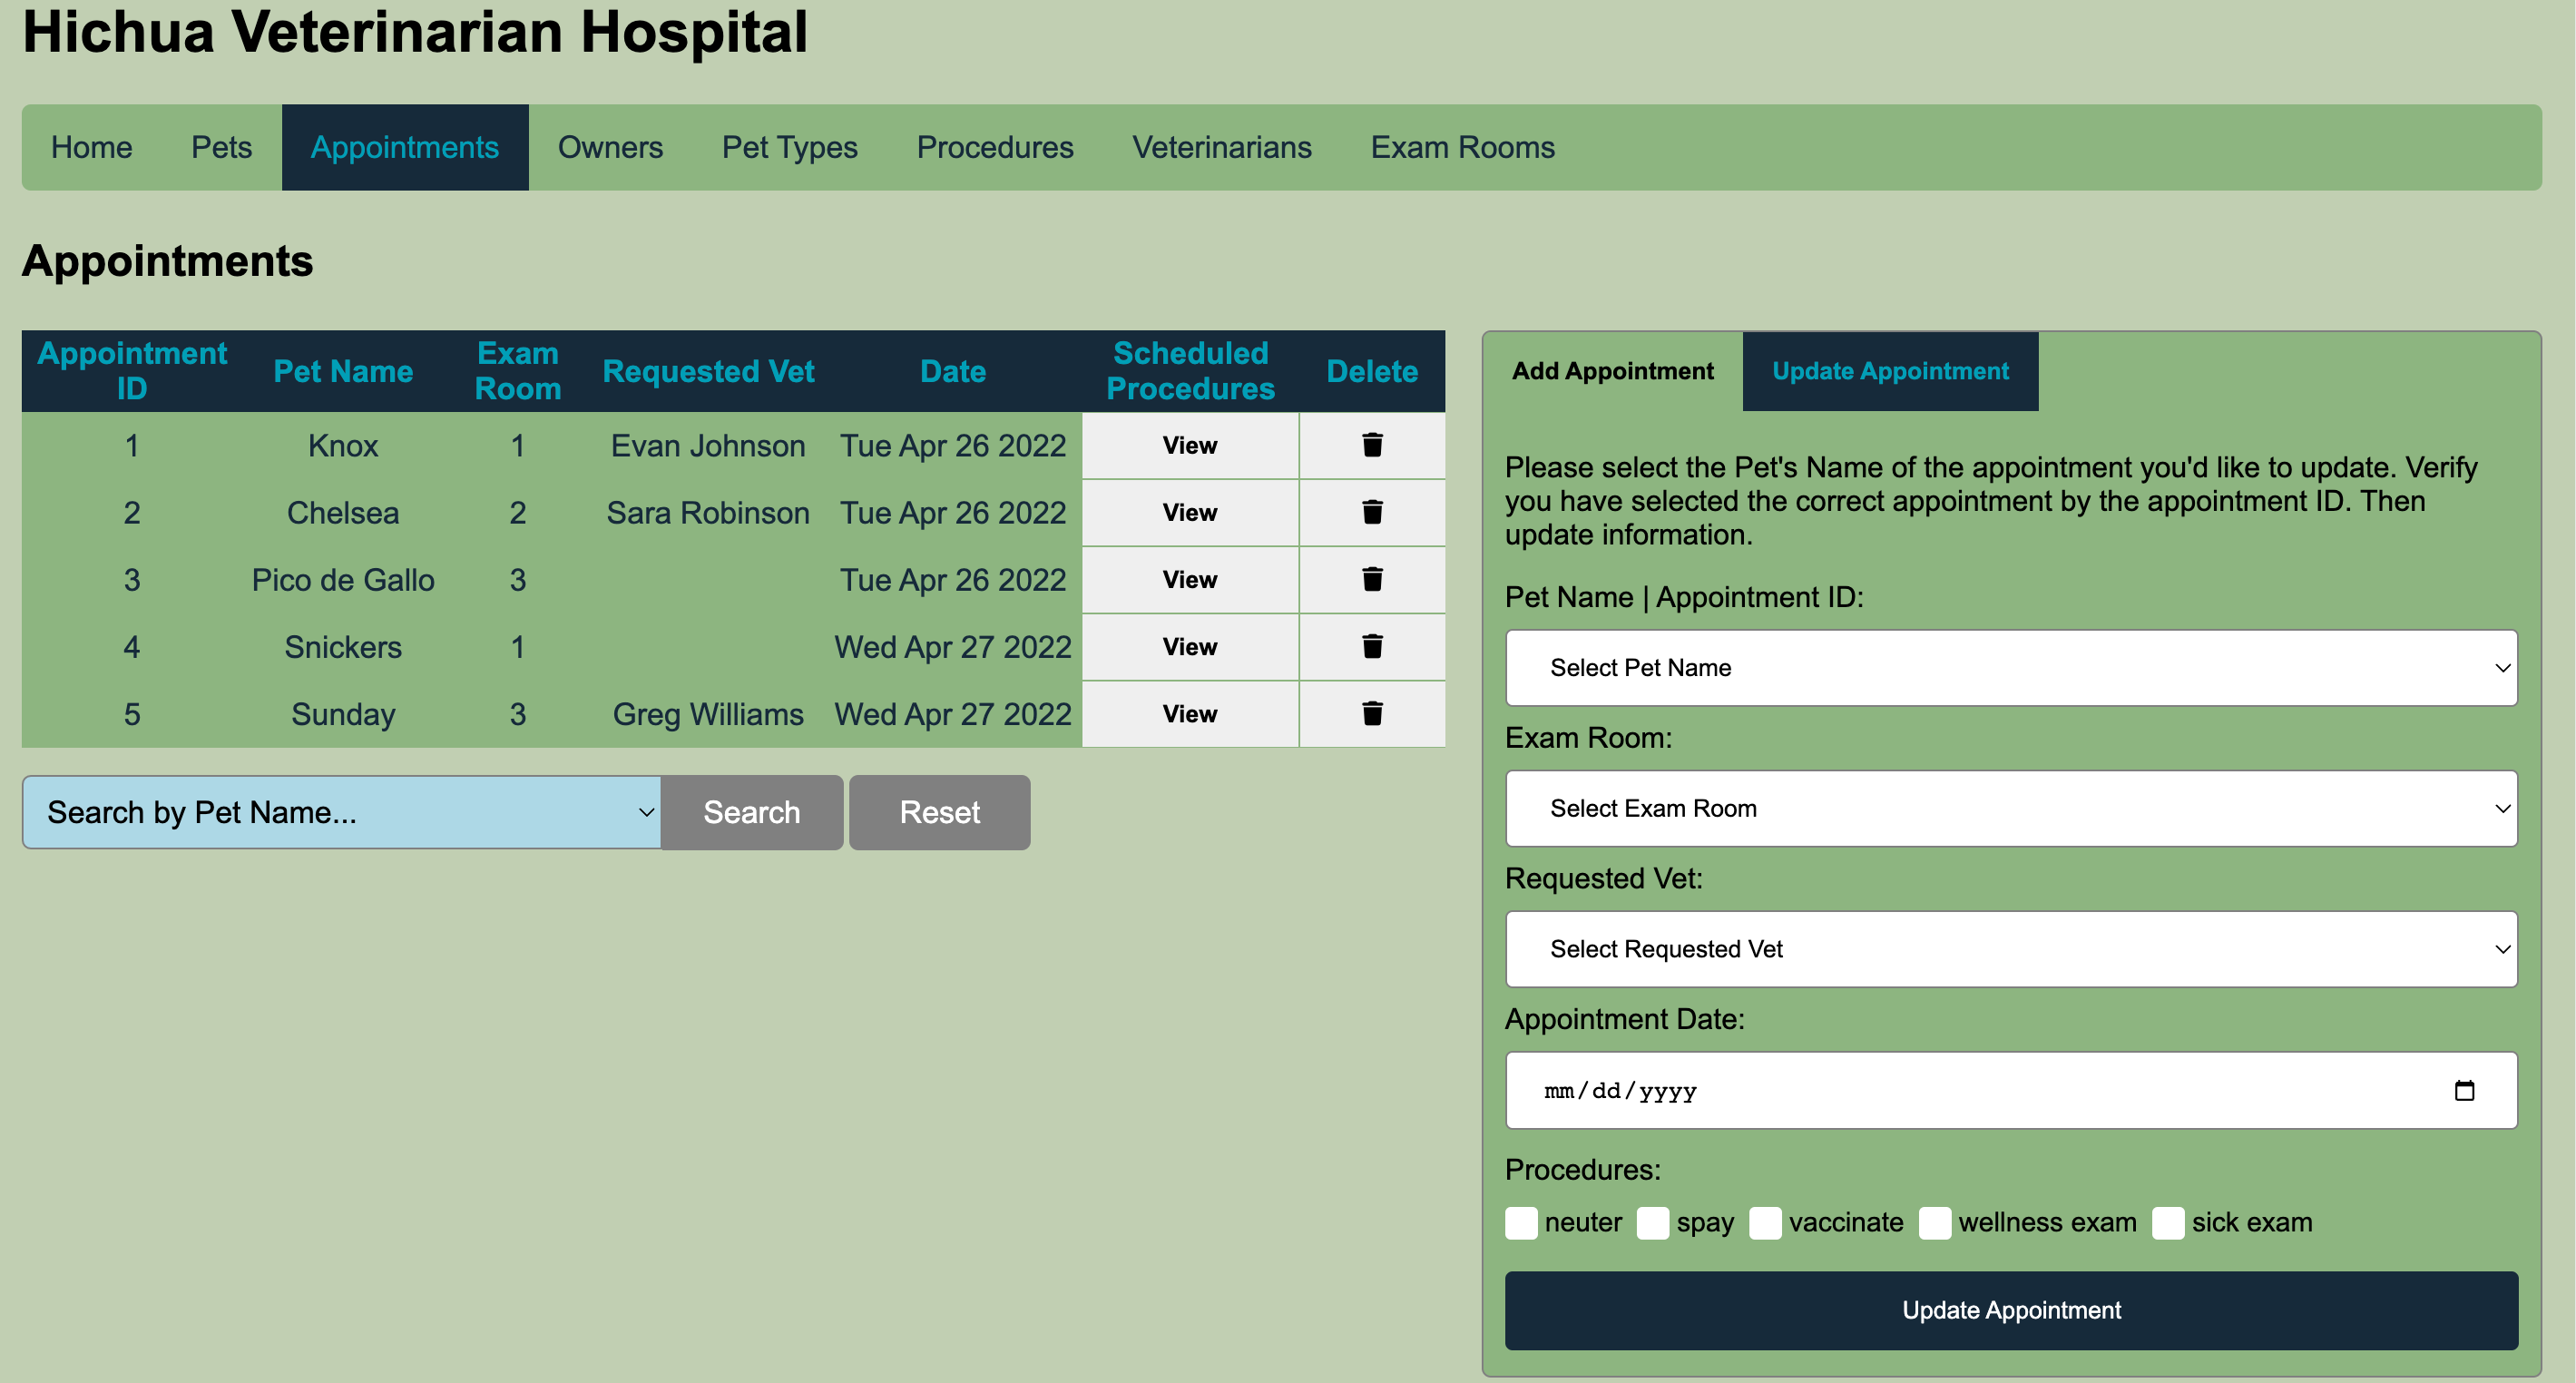 Hichua Veterinarian Hospital
Home Pets Appointments Owners Pet Types Procedures Veterinarians Exam Rooms
Appointments
Appointment ID Pet Name Exam Room Requested Vet Date Scheduled Procedures Delete
1 Knox 1 Evan Johnson Tue Apr 26 2022 View
2 Chelsea 2 Sara Robinson Tue Apr 26 2022 View
3 Pico de Gallo 3 Tue Apr 26 2022 View
4 Snickers 1 Wed Apr 27 2022 View
5 Sunday 3 Greg Williams Wed Apr 27 2022 View
Search by Pet Name... Search Reset
Add Appointment Update Appointment
Please select the Pet's Name of the appointment you'd like to update. Verify
you have selected the correct appointment by the appointment ID. Then
update information.
Pet Name | Appointment ID:
Select Pet Name
Exam Room:
Select Exam Room
Requested Vet:
Select Requested Vet
Appointment Date:
mm/dd/yyyy
Procedures:
neuter spay vaccinate wellness exam sick exam
Update Appointment